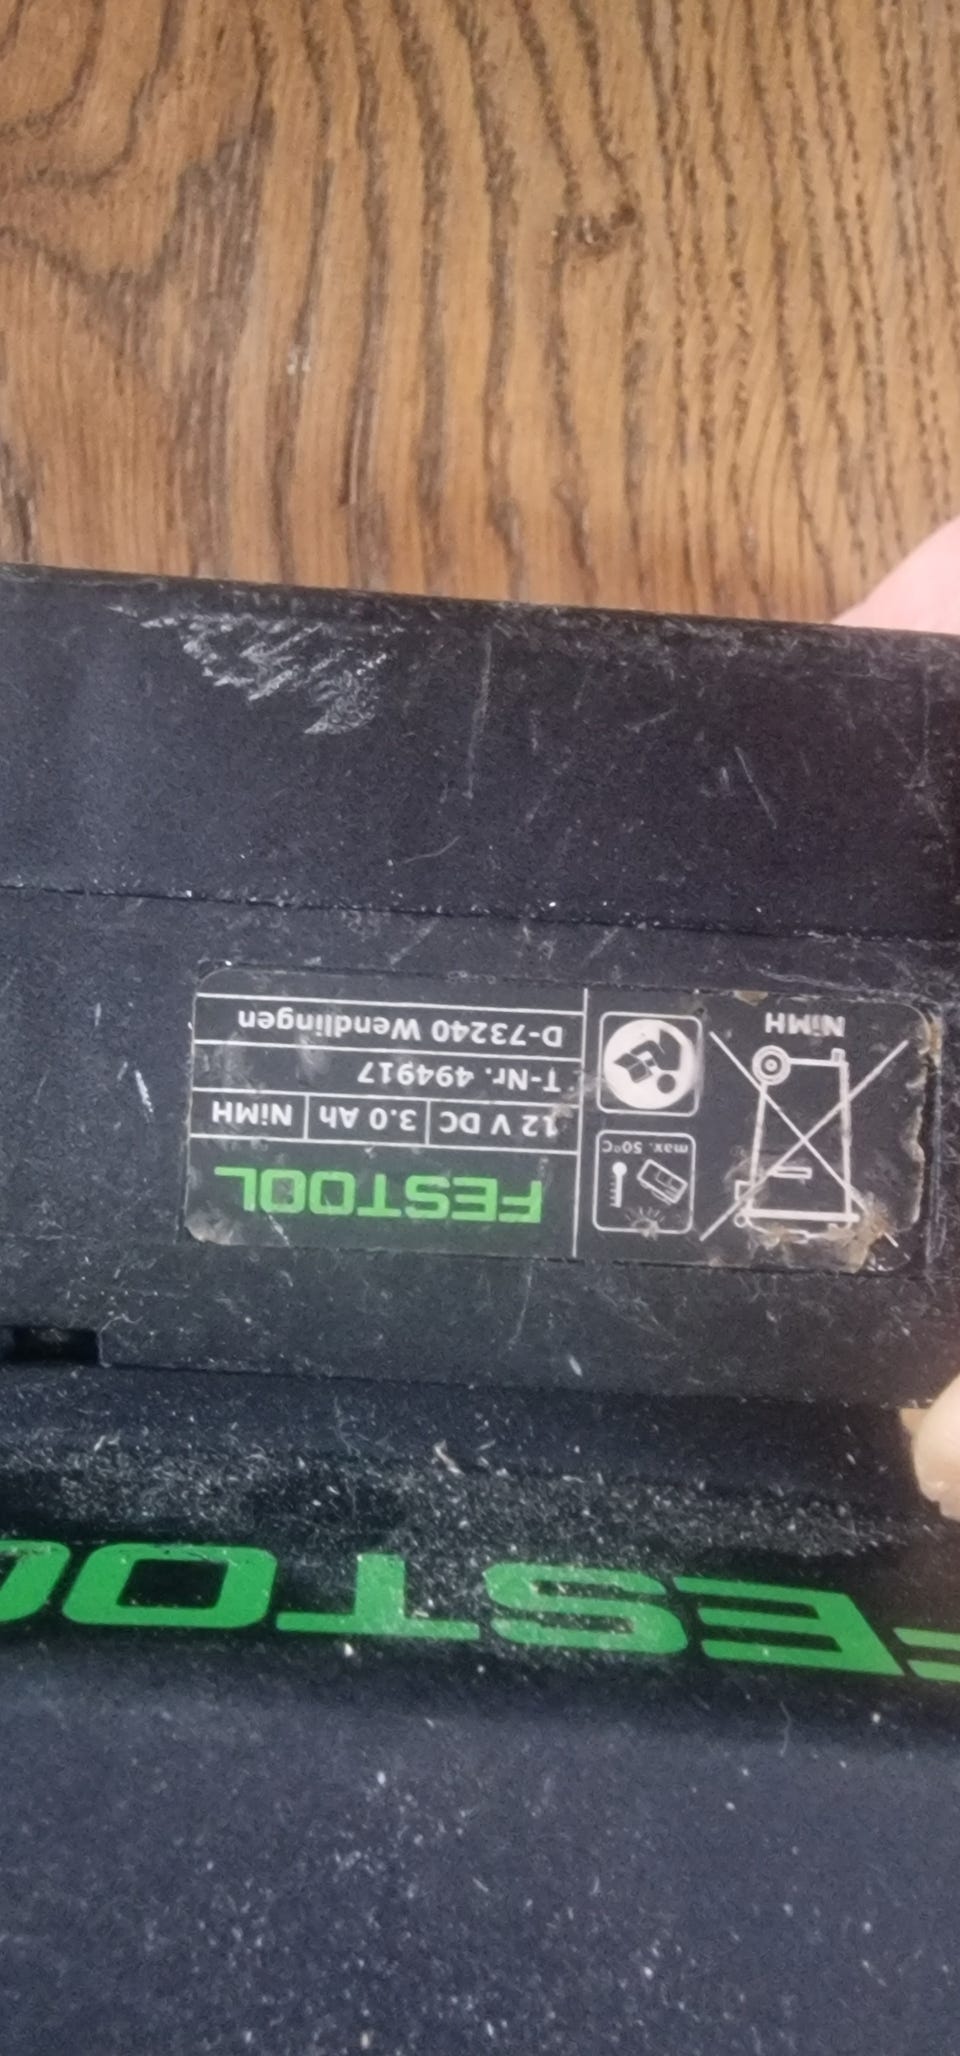 FESTOOL
FESTOOL
12 V DC 3.0 Ah NiMH
T-Nr. 494917
D-73240 Wendlingen
max. 50°C
NiMH